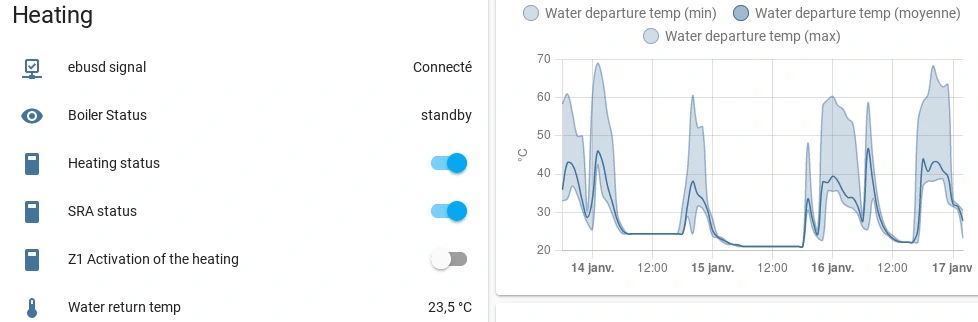 Heating
ebusd signal Connecté
Boiler Status standby
Heating status
SRA status
Z1 Activation of the heating
Water return temp 23,5 °C
Water departure temp (min) Water departure temp (moyenne)
Water departure temp (max)
70
60
50
°C
40
30
20
14 janv. 12:00 15 janv. 12:00 16 janv. 12:00 17 janv